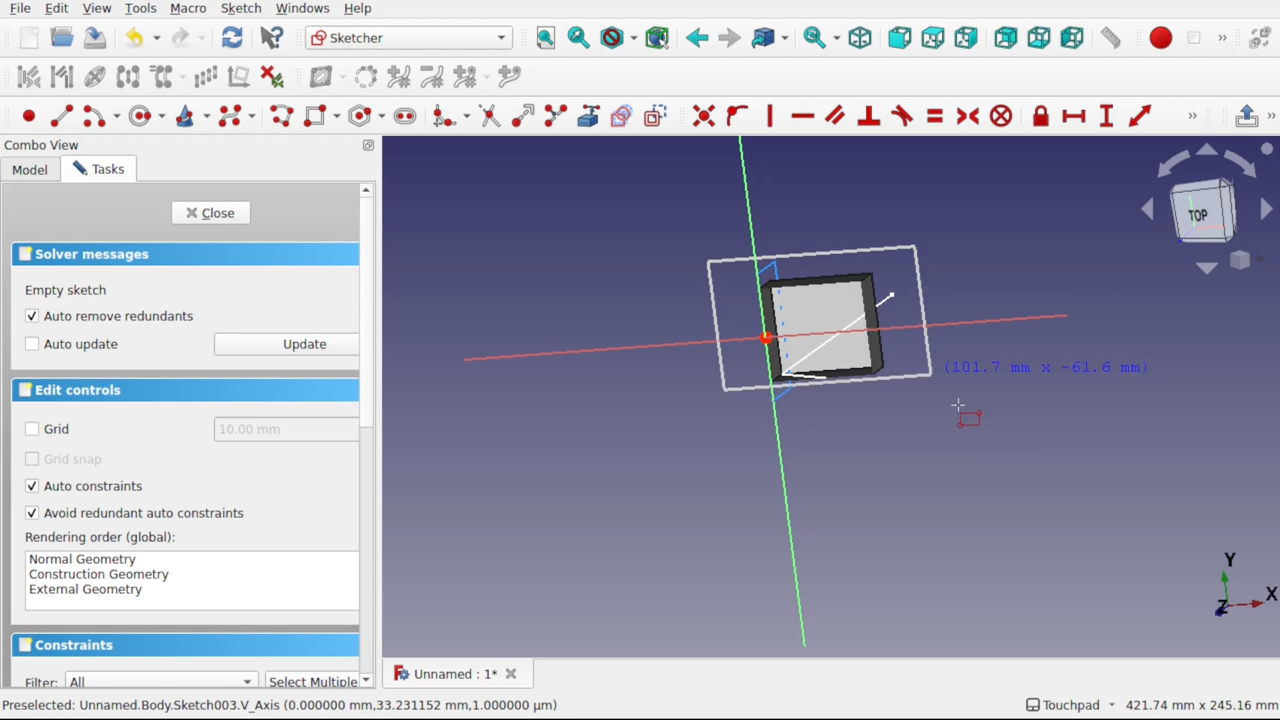 File Edit View Tools Macro Sketch Windows Help
Sketcher
Combo View
Model Tasks
Close
Solver messages
Empty sketch
Auto remove redundants
Auto update Update
Edit controls
Grid 10.00 mm
Grid snap
Auto constraints
Avoid redundant auto constraints
Rendering order (global):
Normal Geometry
Construction Geometry
External Geometry
Constraints
Filter: All Select Multiple
TOP
(101.7 mm x -61.6 mm)
Y
X
Z
Unnamed : 1*
Preselected: Unnamed.Body.Sketch003.V_Axis (0.000000 mm,33.231152 mm,1.000000 µm) Touchpad 421.74 mm x 245.16 mm